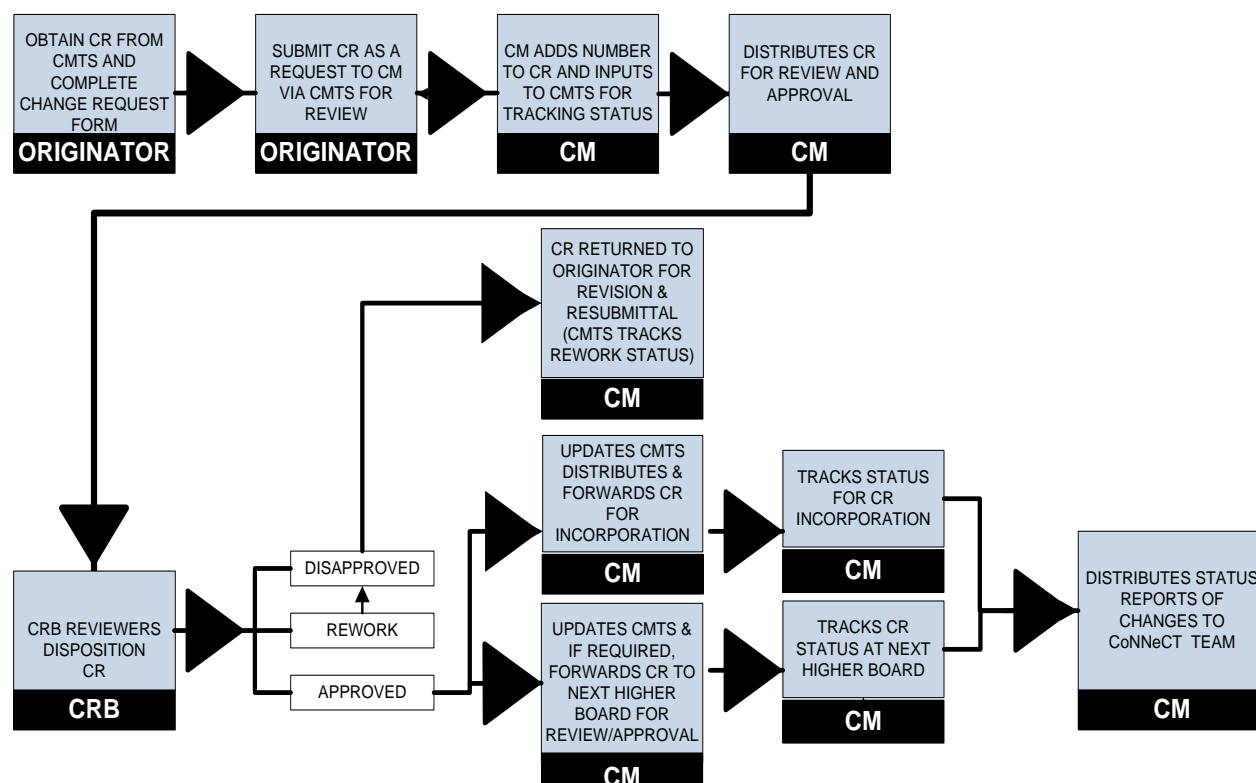 OBTAIN CR FROM
CMTS AND
COMPLETE
CHANGE REQUEST
FORM
ORIGINATOR
SUBMIT CR AS A
REQUEST TO CM
VIA CMTS FOR
REVIEW
ORIGINATOR
CM ADDS NUMBER
TO CR AND INPUTS
TO CMTS FOR
TRACKING STATUS
CM
DISTRIBUTES CR
FOR REVIEW AND
APPROVAL
CM
CR RETURNED TO
ORIGINATOR FOR
REVISION &
RESUBMITTAL
(CMTS TRACKS
REWORK STATUS)
CM
CRB REVIEWERS
DISPOSITION
CR
CRB
DISAPPROVED
REWORK
APPROVED
UPDATES CMTS
DISTRIBUTES &
FORWARDS CR
FOR
INCORPORATION
CM
TRACKS STATUS
FOR CR
INCORPORATION
CM
UPDATES CMTS &
IF REQUIRED,
FORWARDS CR TO
NEXT HIGHER
BOARD FOR
REVIEW/APPROVAL
CM
TRACKS CR
STATUS AT NEXT
HIGHER BOARD
CM
DISTRIBUTES STATUS
REPORTS OF
CHANGES TO
CoNNeCT TEAM
CM